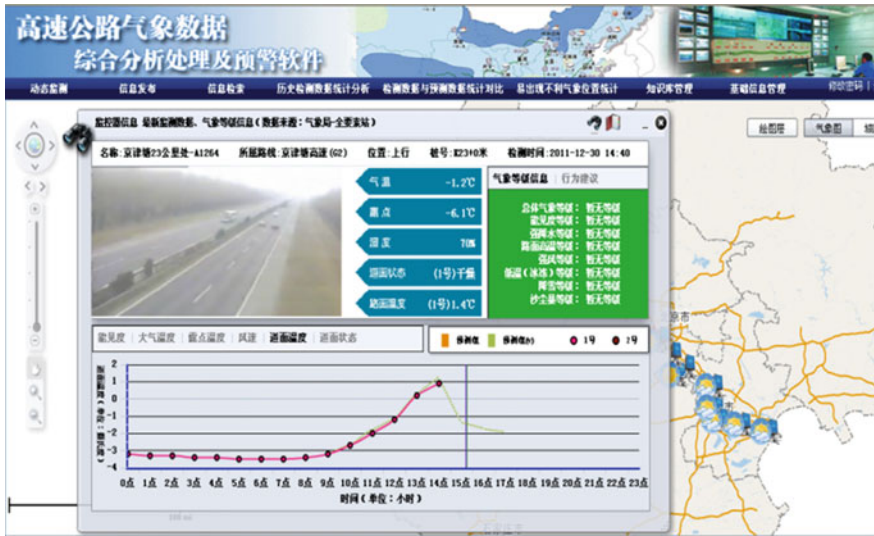 高速公路气象数据
综合分析处理及预警软件
动态监测 信息发布 信息检索 历史检测数据统计分析 检测数据与预测数据统计对比 易出现不利气象位置统计 知识库管理 基础信息管理 修改密码
监控器信息 最新监测数据、气象等级信息(数据来源:气象局-全要素站)
绘图层 气象图
名称:京津塘23公里处-A1264 所属路线:京津塘高速(G2) 位置:上行 桩号:K23+0米 检测时间:2011-12-30 14:40
气温 -1.2℃
露点 -6.1℃
湿度 70%
路面状态 (1号)干燥
路面温度 (1号)1.4℃
气象等级信息 行为建议
总体气象等级: 暂无等级
能见度等级: 暂无等级
强降水等级: 暂无等级
路面高温等级: 暂无等级
强风等级: 暂无等级
低温(冰冻)等级: 暂无等级
降雪等级: 暂无等级
沙尘暴等级: 暂无等级
能见度 大气温度 露点温度 风速 路面温度 路面状态
1号 2号
路面温度(单位:摄氏度)
2
1
0
-1
-2
-3
-4
0点 1点 2点 3点 4点 5点 6点 7点 8点 9点 10点 11点 12点 13点 14点 15点 16点 17点 18点 19点 20点 21点 22点 23点
时间(单位:小时)